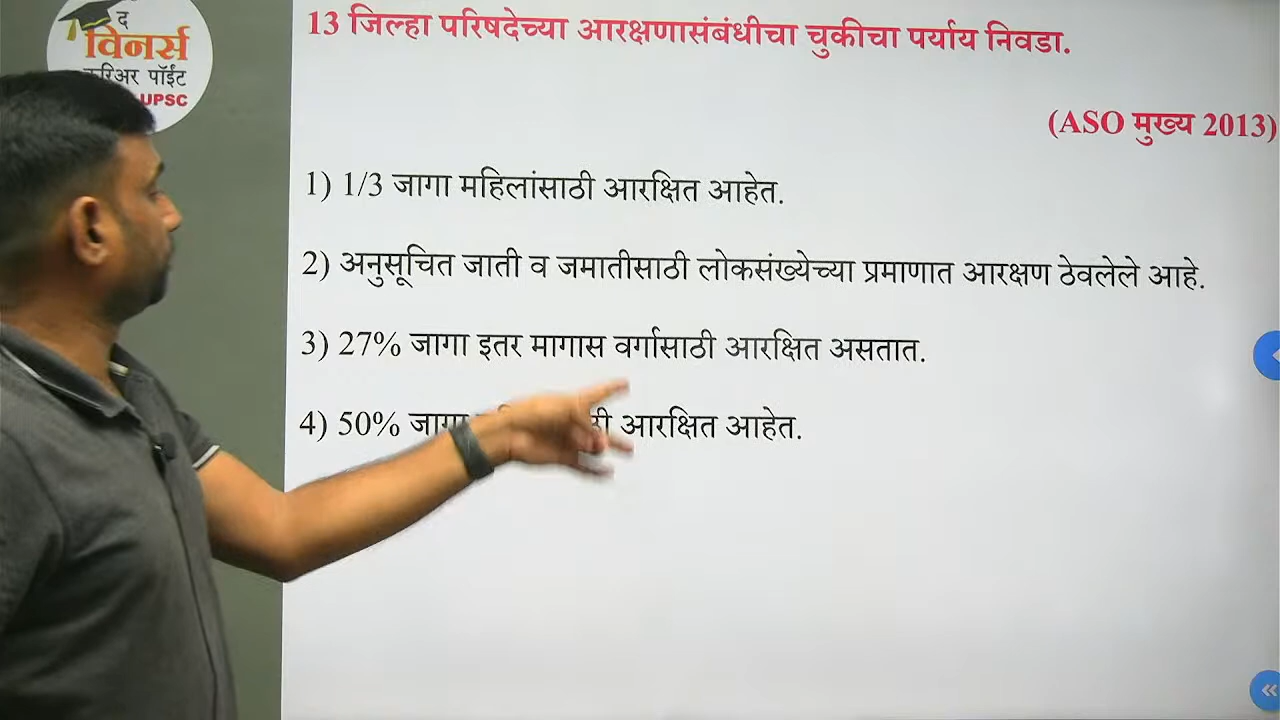 द
विनर्स
करिअर पॉईंट
UPSC
13 जिल्हा परिषदेच्या आरक्षणासंबंधीचा चुकीचा पर्याय निवडा.
(ASO मुख्य 2013)
1) 1/3 जागा महिलांसाठी आरक्षित आहेत.
2) अनुसूचित जाती व जमातीसाठी लोकसंख्येच्या प्रमाणात आरक्षण ठेवलेले आहे.
3) 27% जागा इतर मागास वर्गासाठी आरक्षित असतात.
4) 50% जागा आरक्षित आहेत.